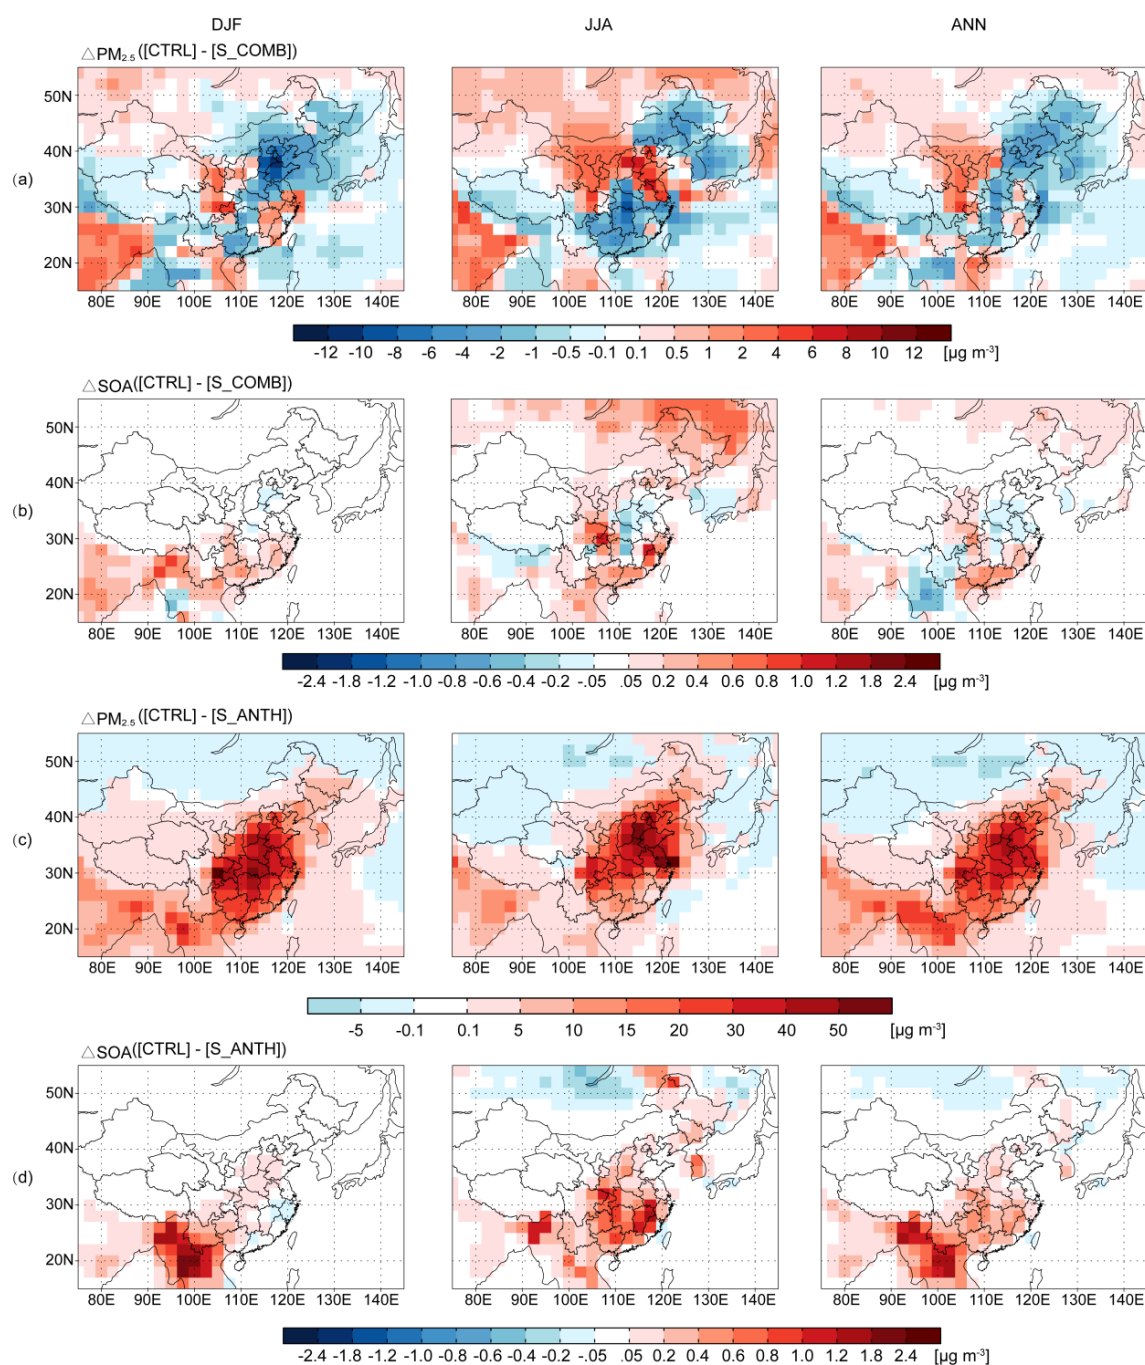 DJF JJA ANN
△PM₂.₅([CTRL] - [S_COMB])
50N
40N
(a)
30N
20N
80E 90E 100E 110E 120E 130E 140E 80E 90E 100E 110E 120E 130E 140E 80E 90E 100E 110E 120E 130E 140E
-12 -10 -8 -6 -4 -2 -1 -0.5 -0.1 0.1 0.5 1 2 4 6 8 10 12 [µg m⁻³]
△SOA([CTRL] - [S_COMB])
50N
40N
(b)
30N
20N
80E 90E 100E 110E 120E 130E 140E 80E 90E 100E 110E 120E 130E 140E 80E 90E 100E 110E 120E 130E 140E
-2.4 -1.8 -1.2 -1.0 -0.8 -0.6 -0.4 -0.2 -.05 .05 0.2 0.4 0.6 0.8 1.0 1.2 1.8 2.4 [µg m⁻³]
△PM₂.₅([CTRL] - [S_ANTH])
50N
40N
(c)
30N
20N
80E 90E 100E 110E 120E 130E 140E 80E 90E 100E 110E 120E 130E 140E 80E 90E 100E 110E 120E 130E 140E
-5 -0.1 0.1 5 10 15 20 30 40 50 [µg m⁻³]
△SOA([CTRL] - [S_ANTH])
50N
40N
(d)
30N
20N
80E 90E 100E 110E 120E 130E 140E 80E 90E 100E 110E 120E 130E 140E 80E 90E 100E 110E 120E 130E 140E
-2.4 -1.8 -1.2 -1.0 -0.8 -0.6 -0.4 -0.2 -.05 .05 0.2 0.4 0.6 0.8 1.0 1.2 1.8 2.4 [µg m⁻³]